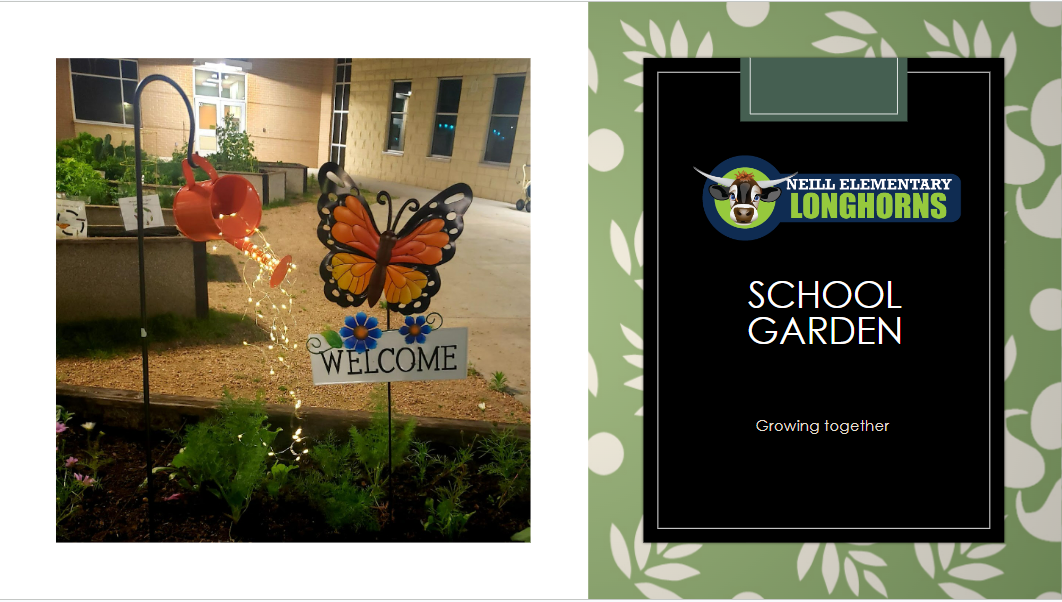 WELCOME
NEILL ELEMENTARY
LONGHORNS
SCHOOL
GARDEN
Growing together